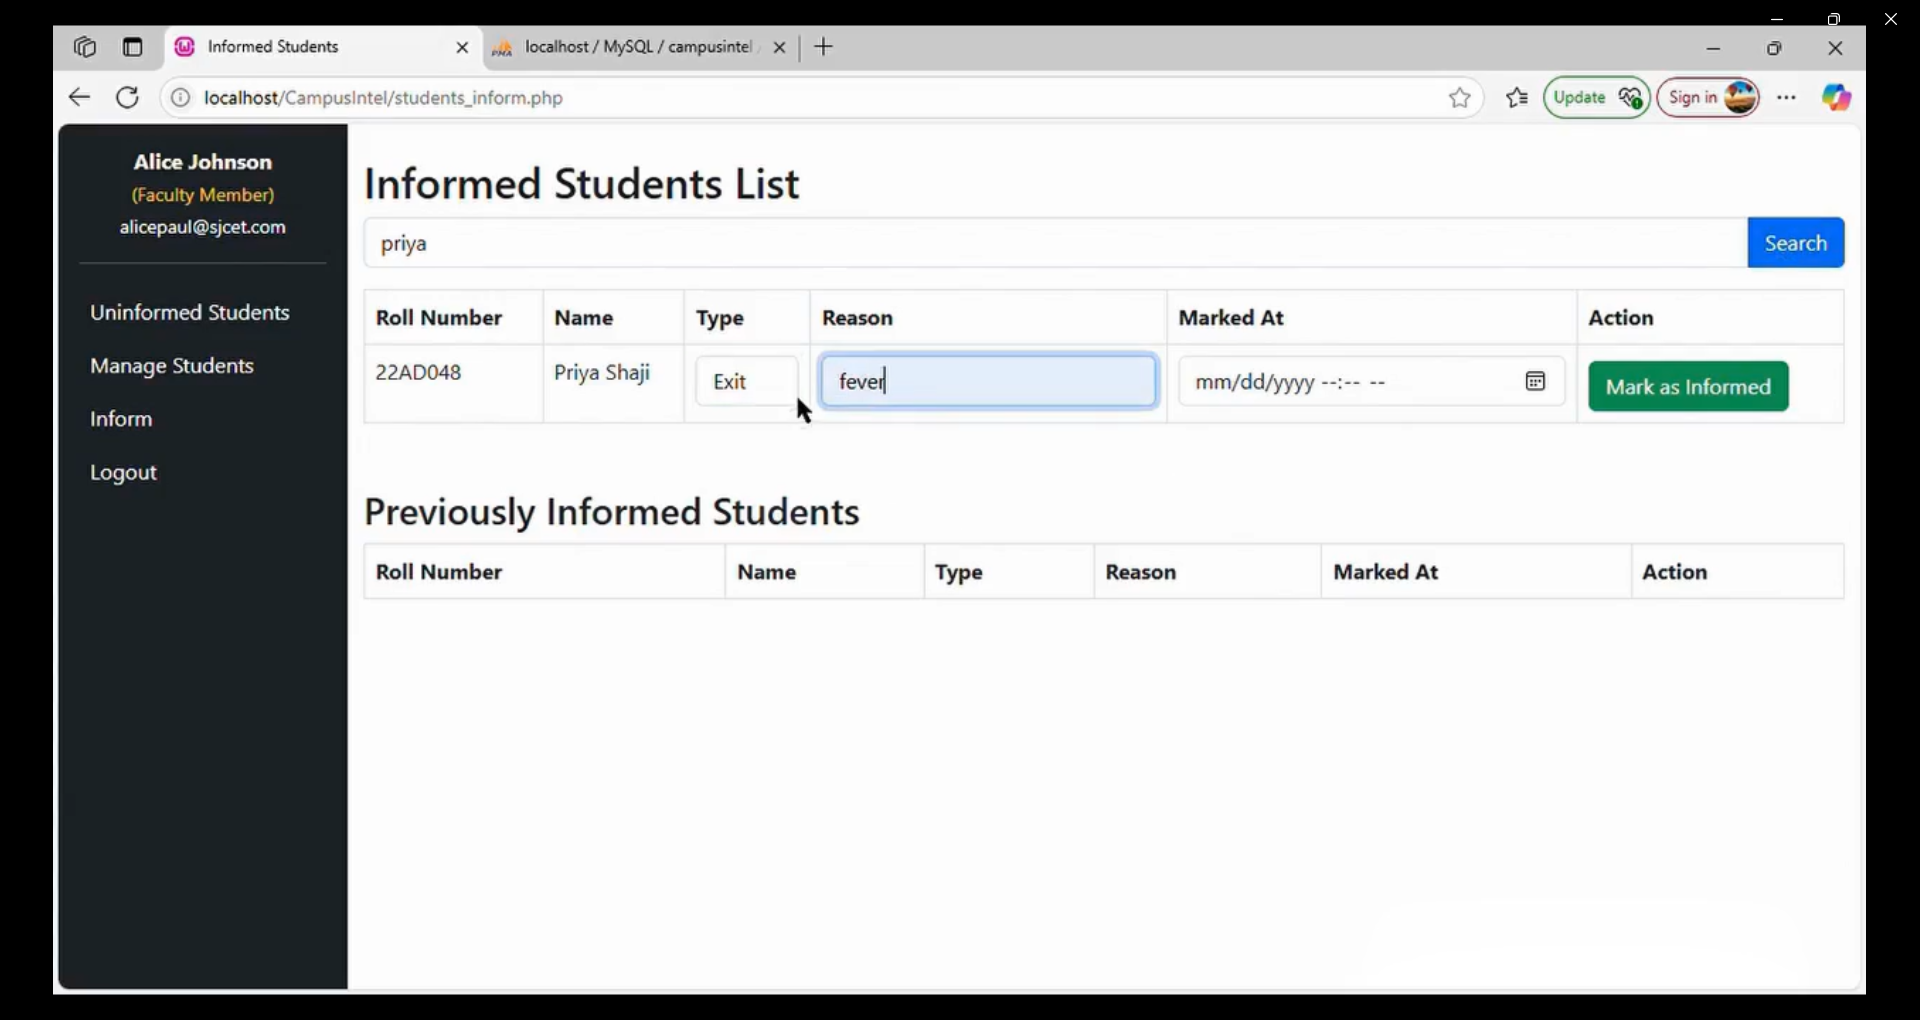 Informed Students
localhost / MySQL / campusintel
localhost/CampusIntel/students_inform.php
Update
Sign in
Alice Johnson
(Faculty Member)
alicepaul@sjcet.com
Uninformed Students
Manage Students
Inform
Logout
Informed Students List
priya
Search
Roll Number Name Type Reason Marked At Action
22AD048 Priya Shaji Exit fever mm/dd/yyyy --:-- -- Mark as Informed
Previously Informed Students
Roll Number Name Type Reason Marked At Action